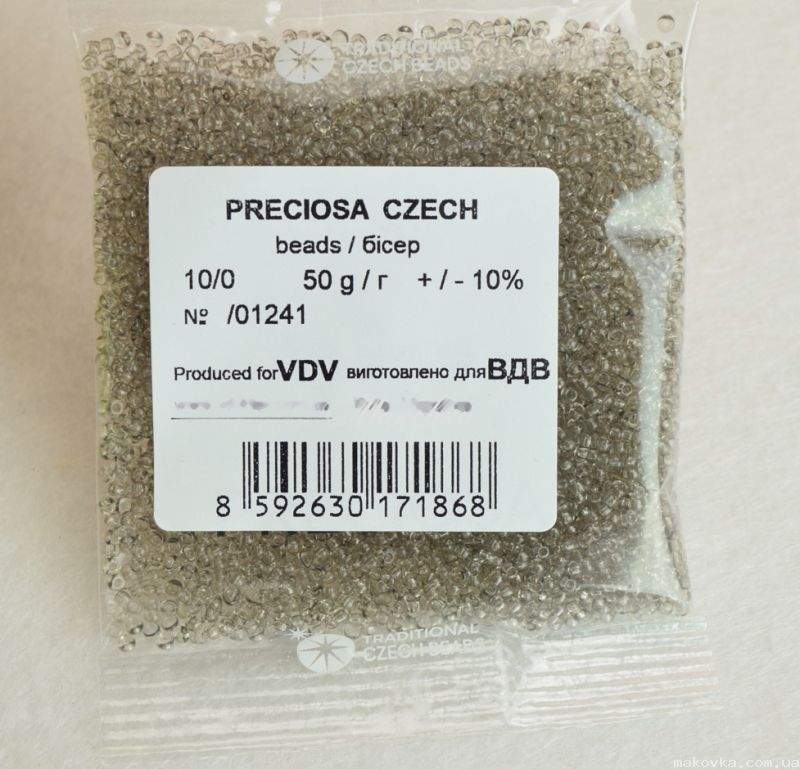 TRADITIONAL
CZECH BEADS
PRECIOSA CZECH
beads / бісер
10/0 50 g / г + / - 10%
№ /01241
Produced for VDV виготовлено для ВДВ
8 592630 171868
TRADITIONAL
CZECH BEADS
makovka.com.ua